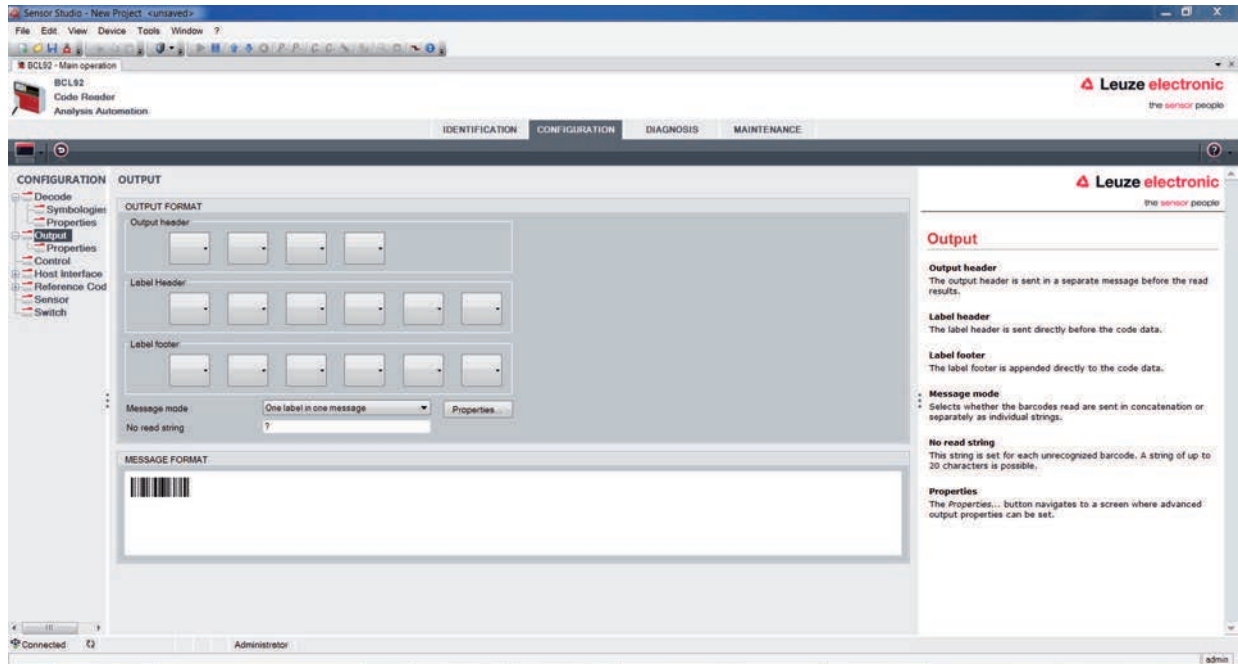 Sensor Studio - New Project <unsaved>
File Edit View Device Tools Window ?
BCL92 - Main operation
BCL92
Code Reader
Analysis Automation
Leuze electronic
the sensor people
IDENTIFICATION CONFIGURATION DIAGNOSIS MAINTENANCE
CONFIGURATION
Decode
Symbologies
Properties
Output
Properties
Control
Host Interface
Reference Cod
Sensor
Switch
OUTPUT
OUTPUT FORMAT
Output header
Label Header
Label footer
Message mode One label in one message Properties...
No read string ?
MESSAGE FORMAT
Leuze electronic
the sensor people
Output
Output header
The output header is sent in a separate message before the read
results.
Label header
The label header is sent directly before the code data.
Label footer
The label footer is appended directly to the code data.
Message mode
Selects whether the barcodes read are sent in concatenation or
separately as individual strings.
No read string
This string is set for each unrecognized barcode. A string of up to
20 characters is possible.
Properties
The Properties... button navigates to a screen where advanced
output properties can be set.
Connected Administrator
admin